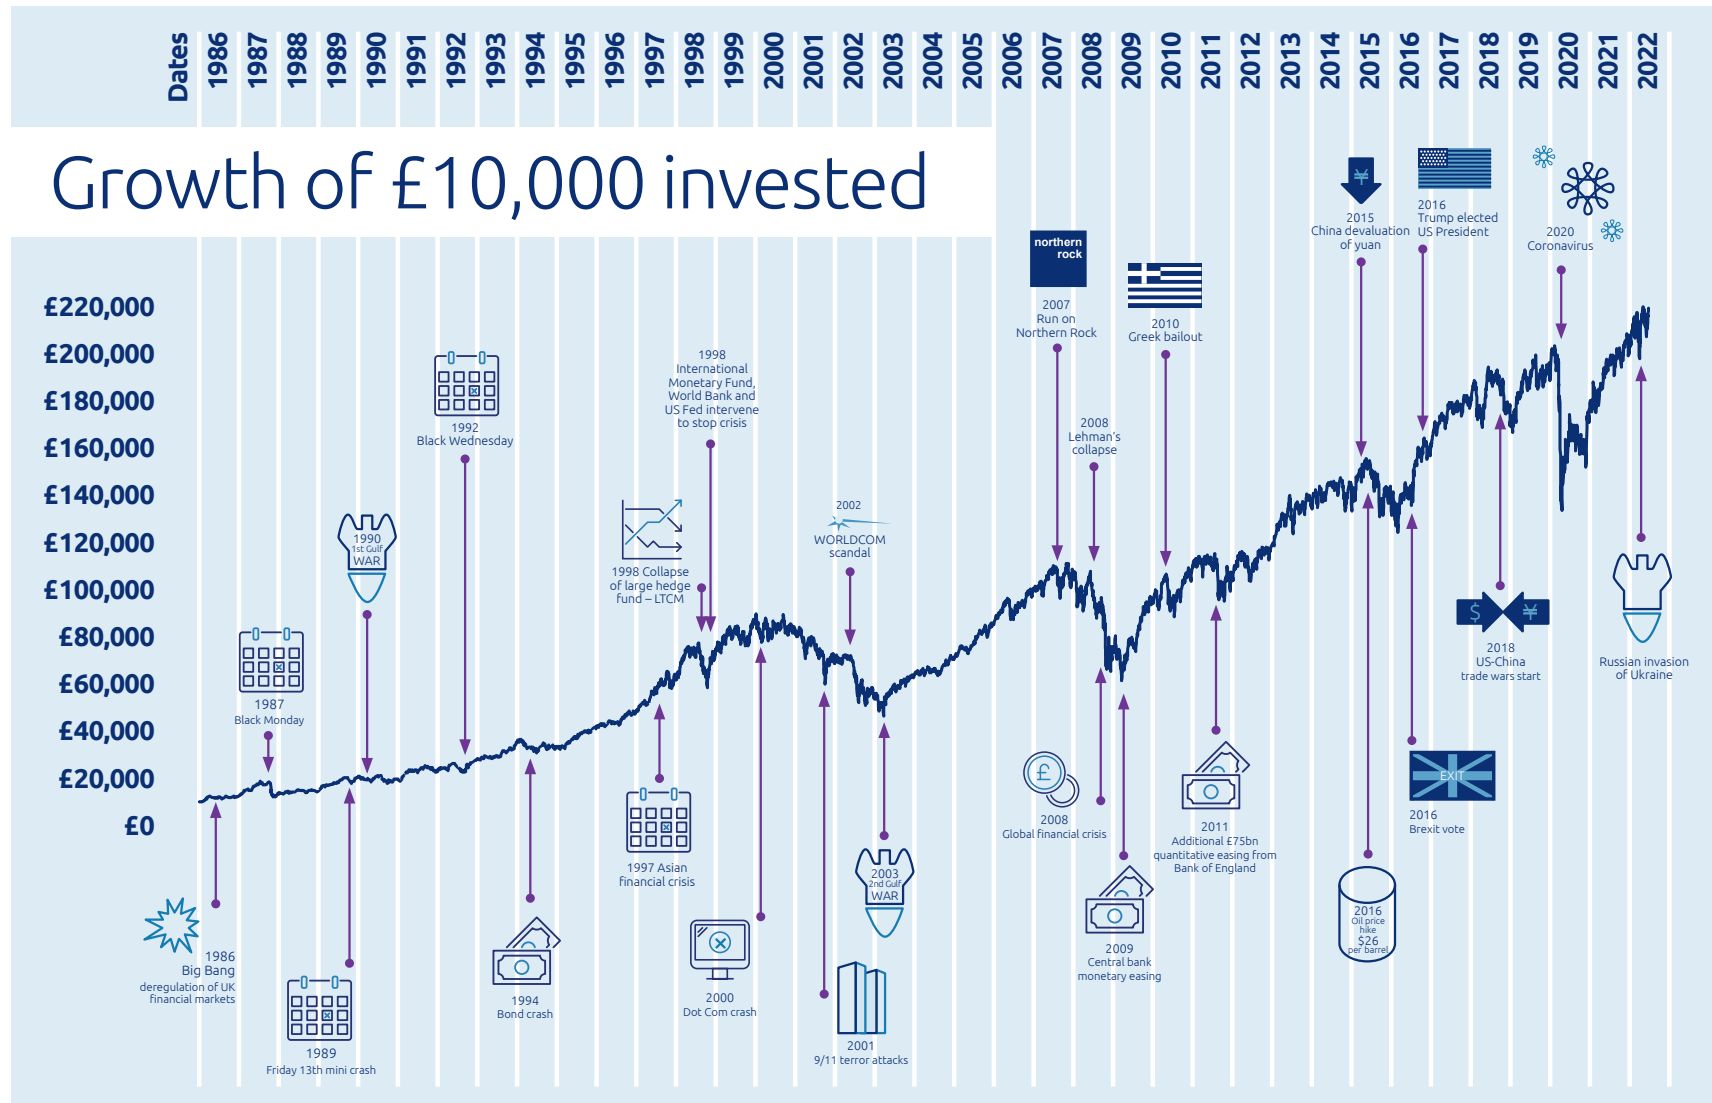 Dates
1986
1987
1988
1989
1990
1991
1992
1993
1994
1995
1996
1997
1998
1999
2000
2001
2002
2003
2004
2005
2006
2007
2008
2009
2010
2011
2012
2013
2014
2015
2016
2017
2018
2019
2020
2021
2022
Growth of £10,000 invested
£220,000
£200,000
£180,000
£160,000
£140,000
£120,000
£100,000
£80,000
£60,000
£40,000
£20,000
£0
1986
Big Bang
deregulation of UK
financial markets
1987
Black Monday
1989
Friday 13th mini crash
1990
1st Gulf
WAR
1992
Black Wednesday
1994
Bond crash
1997 Asian
financial crisis
1998 Collapse
of large hedge
fund – LTCM
1998
International
Monetary Fund,
World Bank and
US Fed intervene
to stop crisis
2000
Dot Com crash
2001
9/11 terror attacks
2002
WORLDCOM
scandal
2003
2nd Gulf
WAR
northern
rock
2007
Run on
Northern Rock
2008
Lehman's
collapse
£
2008
Global financial crisis
2009
Central bank
monetary easing
2010
Greek bailout
2011
Additional £75bn
quantitative easing from
Bank of England
¥
2015
China devaluation
of yuan
2016
Oil price
hike
$26
per barrel
2016
Trump elected
US President
EXIT
2016
Brexit vote
$ ¥
2018
US-China
trade wars start
2020
Coronavirus
Russian invasion
of Ukraine